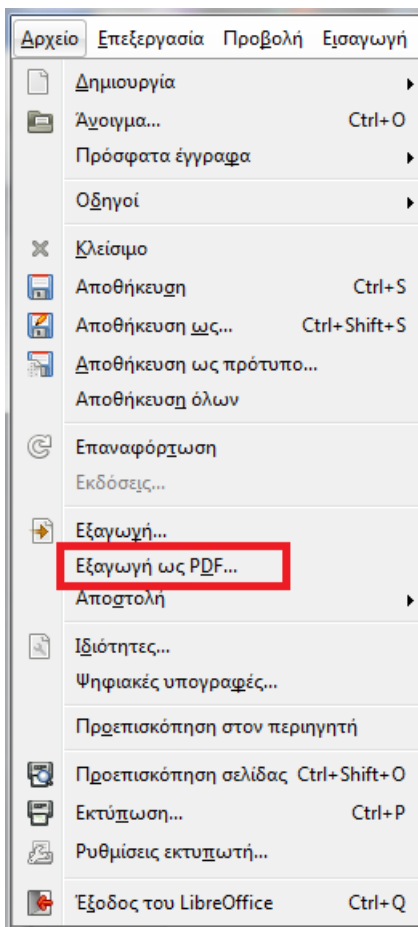 Αρχείο Επεξεργασία Προβολή Εισαγωγή
Δημιουργία
Άνοιγμα... Ctrl+O
Πρόσφατα έγγραφα
Οδηγοί
Κλείσιμο
Αποθήκευση Ctrl+S
Αποθήκευση ως... Ctrl+Shift+S
Αποθήκευση ως πρότυπο...
Αποθήκευση όλων
Επαναφόρτωση
Εκδόσεις...
Εξαγωγή...
Εξαγωγή ως PDF...
Αποστολή
Ιδιότητες...
Ψηφιακές υπογραφές...
Προεπισκόπηση στον περιηγητή
Προεπισκόπηση σελίδας Ctrl+Shift+O
Εκτύπωση... Ctrl+P
Ρυθμίσεις εκτυπωτή...
Έξοδος του LibreOffice Ctrl+Q